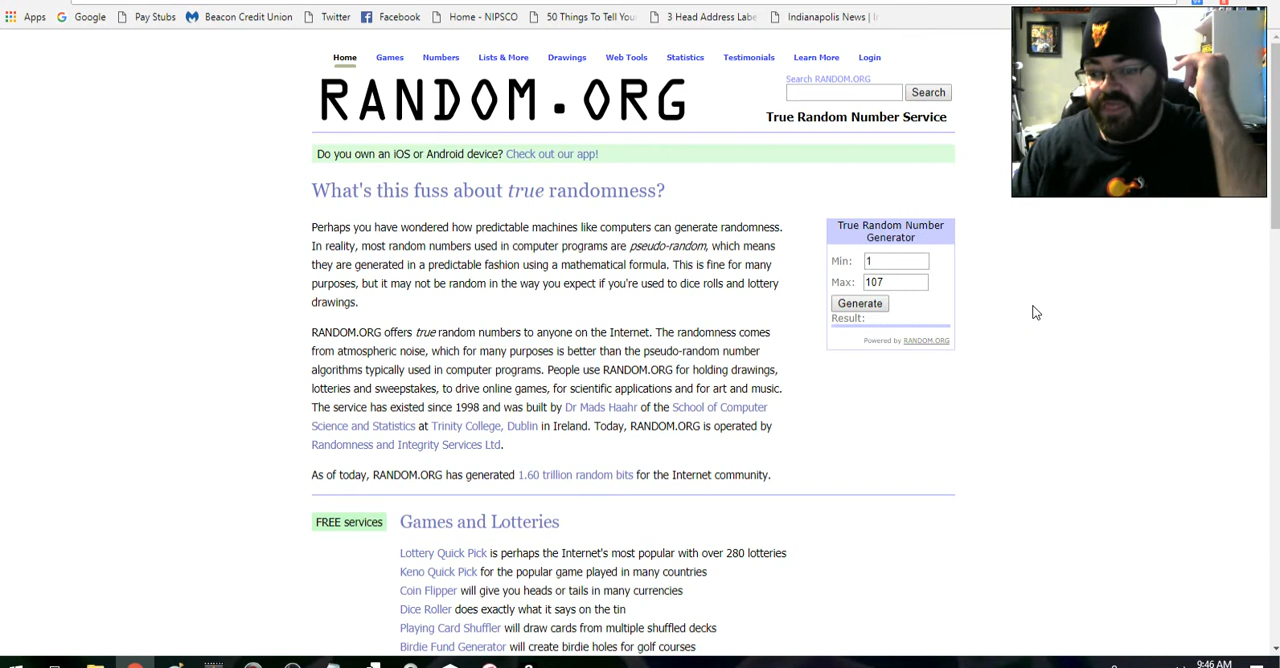 Apps Google Pay Stubs Beacon Credit Union Twitter Facebook Home - NIPSCO 50 Things To Tell You 3 Head Address Labe Indianapolis News |
Home Games Numbers Lists & More Drawings Web Tools Statistics Testimonials Learn More Login
RANDOM.ORG
Search RANDOM.ORG
Search
True Random Number Service
Do you own an iOS or Android device? Check out our app!
What's this fuss about true randomness?
Perhaps you have wondered how predictable machines like computers can generate randomness.
In reality, most random numbers used in computer programs are pseudo-random, which means
they are generated in a predictable fashion using a mathematical formula. This is fine for many
purposes, but it may not be random in the way you expect if you're used to dice rolls and lottery
drawings.
RANDOM.ORG offers true random numbers to anyone on the Internet. The randomness comes
from atmospheric noise, which for many purposes is better than the pseudo-random number
algorithms typically used in computer programs. People use RANDOM.ORG for holding drawings,
lotteries and sweepstakes, to drive online games, for scientific applications and for art and music.
The service has existed since 1998 and was built by Dr Mads Haahr of the School of Computer
Science and Statistics at Trinity College, Dublin in Ireland. Today, RANDOM.ORG is operated by
Randomness and Integrity Services Ltd.
As of today, RANDOM.ORG has generated 1.60 trillion random bits for the Internet community.
True Random Number
Generator
Min: 1
Max: 107
Generate
Result:
Powered by RANDOM.ORG
FREE services
Games and Lotteries
Lottery Quick Pick is perhaps the Internet's most popular with over 280 lotteries
Keno Quick Pick for the popular game played in many countries
Coin Flipper will give you heads or tails in many currencies
Dice Roller does exactly what it says on the tin
Playing Card Shuffler will draw cards from multiple shuffled decks
Birdie Fund Generator will create birdie holes for golf courses
9:46 AM